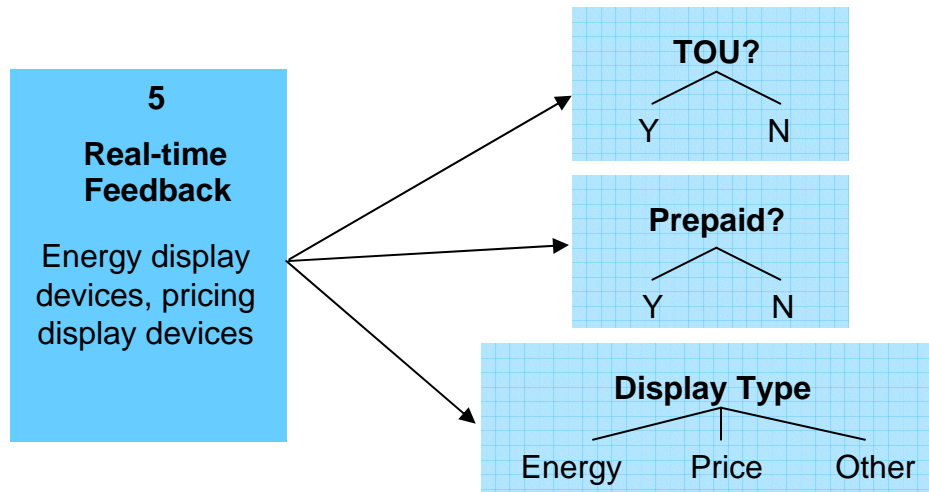 5
Real-time
Feedback
Energy display
devices, pricing
display devices
TOU?
Y N
Prepaid?
Y N
Display Type
Energy Price Other